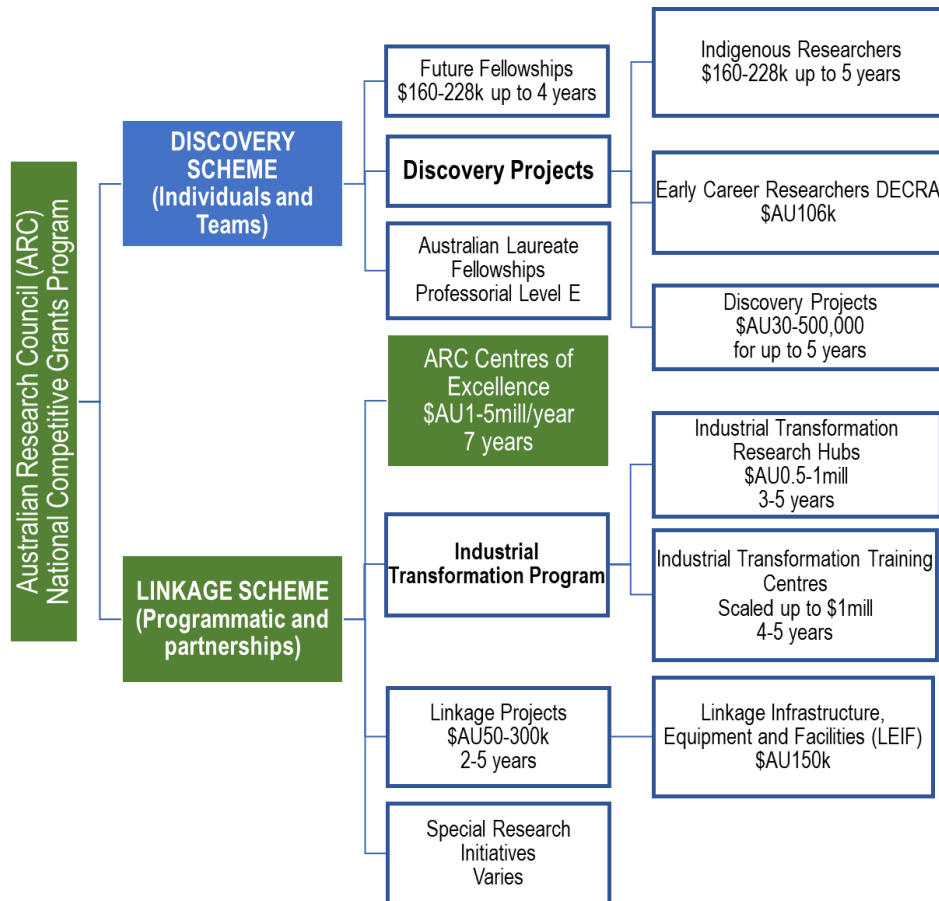 Australian Research Council (ARC)
National Competitive Grants Program
DISCOVERY
SCHEME
(Individuals and
Teams)
Future Fellowships
$160-228k up to 4 years
Discovery Projects
Australian Laureate
Fellowships
Professorial Level E
Indigenous Researchers
$160-228k up to 5 years
Early Career Researchers DECRA
$AU106k
Discovery Projects
$AU30-500,000
for up to 5 years
LINKAGE SCHEME
(Programmatic and
partnerships)
ARC Centres of
Excellence
$AU1-5mill/year
7 years
Industrial
Transformation Program
Industrial Transformation
Research Hubs
$AU0.5-1mill
3-5 years
Industrial Transformation Training
Centres
Scaled up to $1mill
4-5 years
Linkage Projects
$AU50-300k
2-5 years
Linkage Infrastructure,
Equipment and Facilities (LEIF)
$AU150k
Special Research
Initiatives
Varies